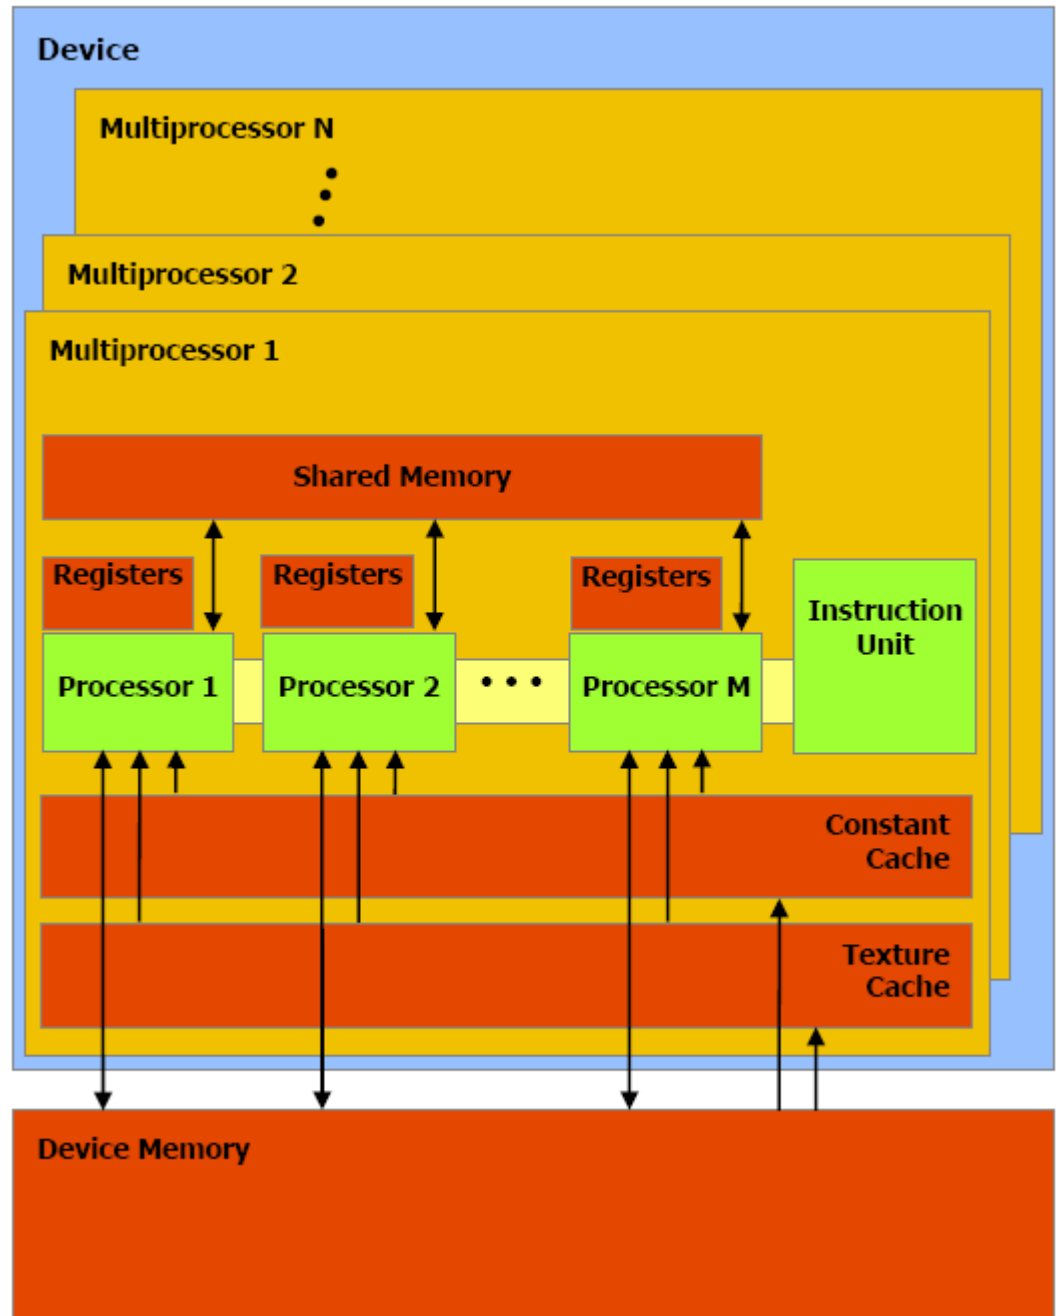 Device
Multiprocessor N
Multiprocessor 2
Multiprocessor 1
Shared Memory
Registers
Registers
Registers
Instruction
Unit
Processor 1
Processor 2
Processor M
Constant
Cache
Texture
Cache
Device Memory